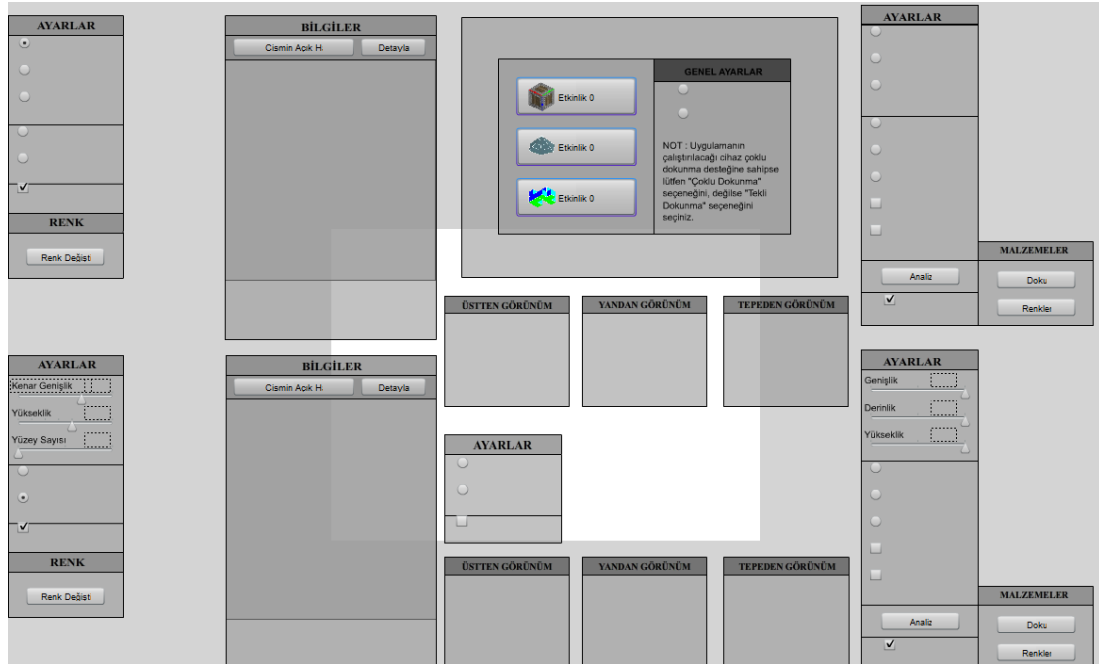 AYARLAR
RENK
Renk Değişti
BİLGİLER
Cismin Açık H.
Detayla
Etkinlik 0
Etkinlik 0
Etkinlik 0
GENEL AYARLAR
NOT : Uygulamanın
çalıştırılacağı cihaz çoklu
dokunma desteğine sahipse
lütfen "Çoklu Dokunma"
seçeneğini, değilse "Tekli
Dokunma" seçeneğini
seçiniz.
AYARLAR
Analiz
MALZEMELER
Doku
Renkler
ÜSTTEN GÖRÜNÜM
YANDAN GÖRÜNÜM
TEPEDEN GÖRÜNÜM
AYARLAR
Kenar Genişlik
Yükseklik
Yüzey Sayısı
RENK
Renk Değişti
BİLGİLER
Cismin Açık H.
Detayla
AYARLAR
ÜSTTEN GÖRÜNÜM
YANDAN GÖRÜNÜM
TEPEDEN GÖRÜNÜM
AYARLAR
Genişlik
Derinlik
Yükseklik
Analiz
MALZEMELER
Doku
Renkler